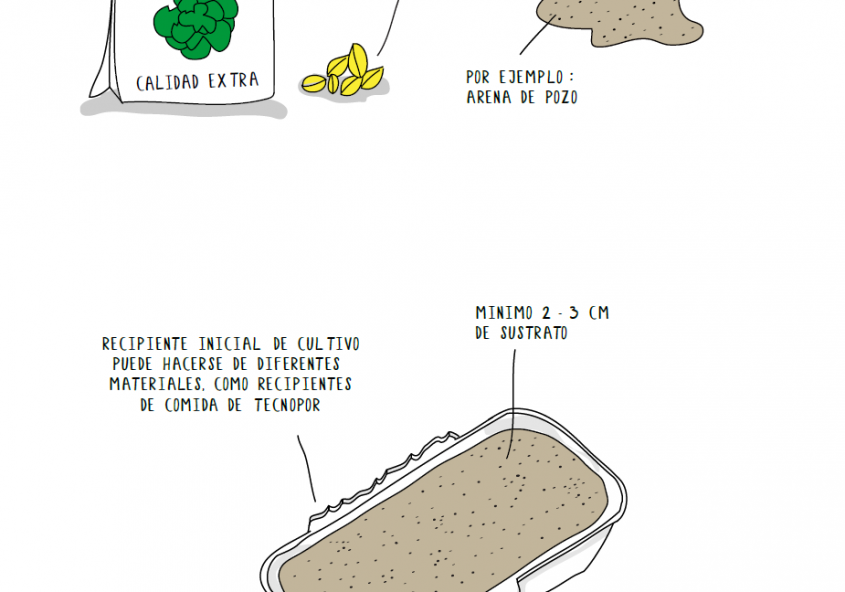 CALIDAD EXTRA
POR EJEMPLO :
ARENA DE POZO
MINIMO 2 - 3 CM
DE SUSTRATO
RECIPIENTE INICIAL DE CULTIVO
PUEDE HACERSE DE DIFERENTES
MATERIALES, COMO RECIPIENTES
DE COMIDA DE TECNOPOR